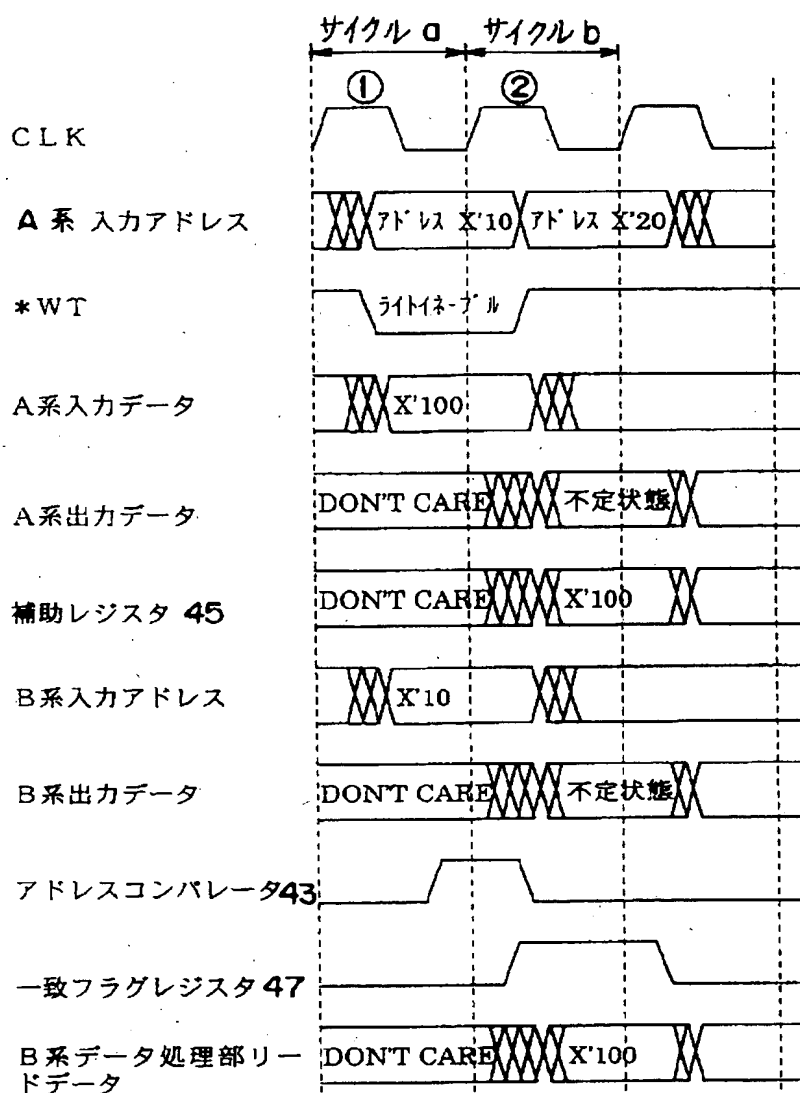 サイクル a サイクル b
① ②
CLK
A系 入力アドレス アドレス X'10 アドレス X'20
*WT ライトイネーブル
A系入力データ X'100
A系出力データ DON'T CARE 不定状態
補助レジスタ 45 DON'T CARE X'100
B系入力アドレス X'10
B系出力データ DON'T CARE 不定状態
アドレスコンパレータ43
一致フラグレジスタ47
B系データ処理部リー DON'T CARE X'100
ドデータ